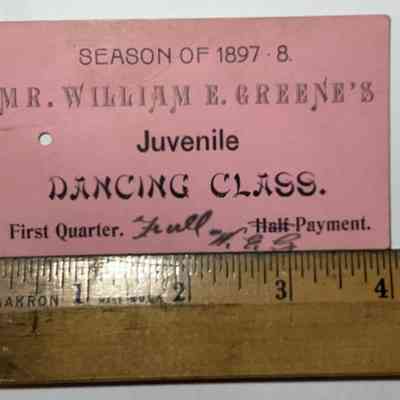 SEASON OF 1897-8.
MR. WILLIAM E. GREENE'S
Juvenile
DANCING CLASS.
First Quarter. Full Half Payment.
W. E. G.
AKRON 1 2 3 4